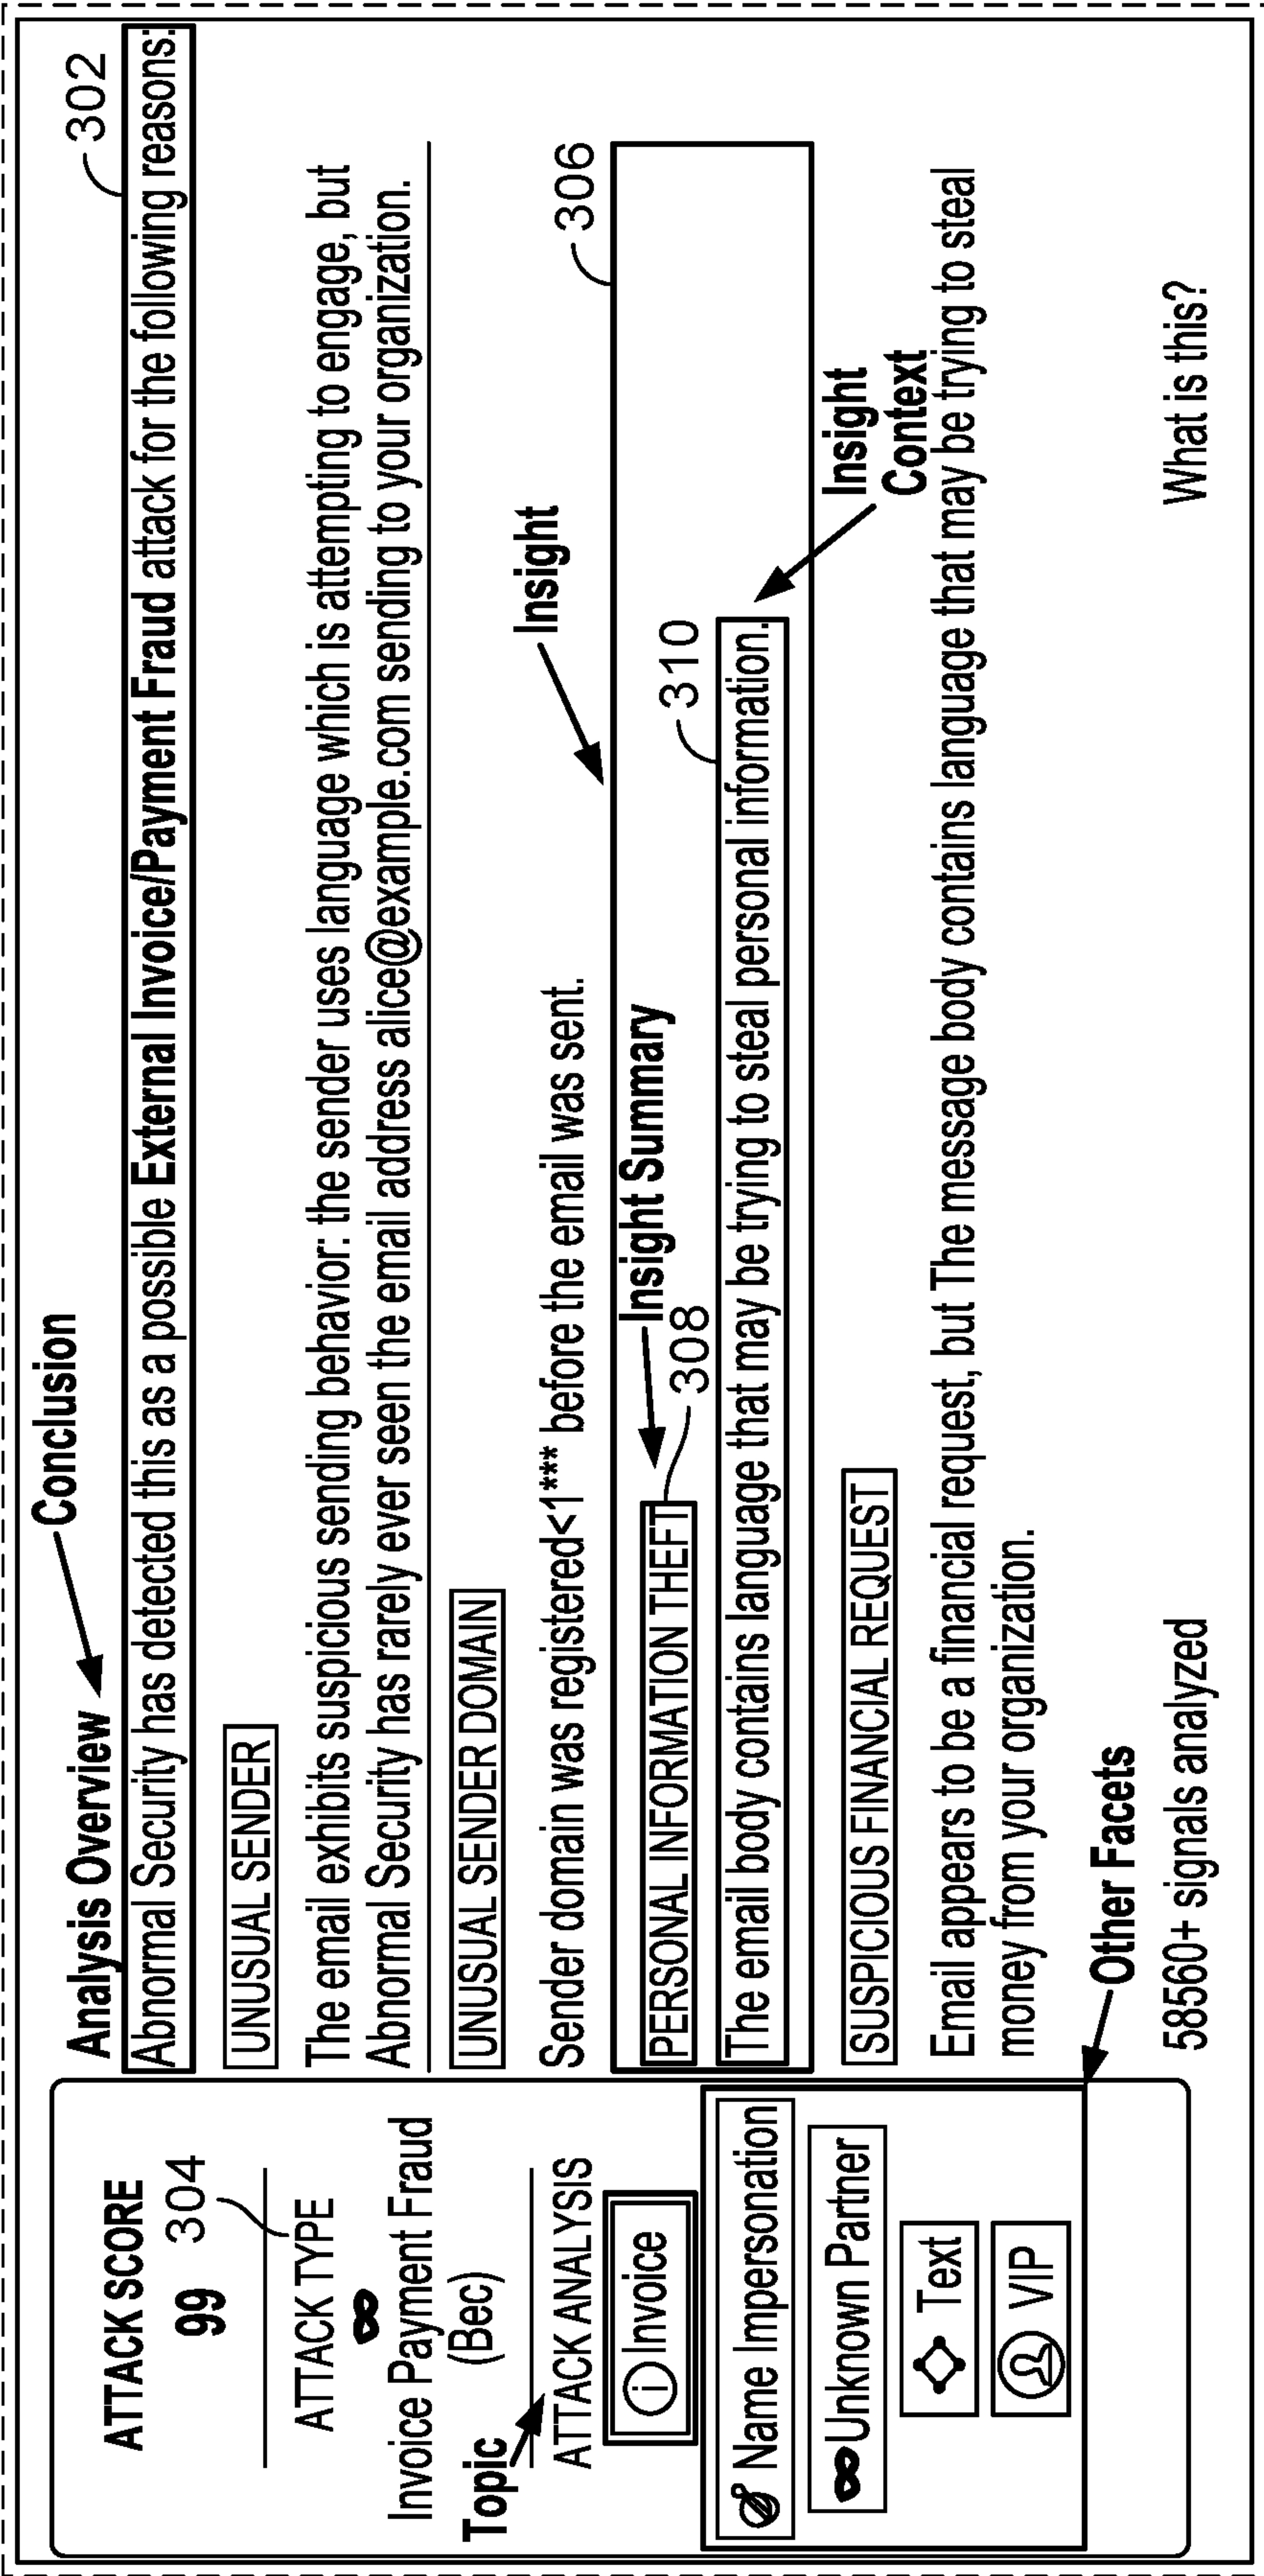 ATTACK SCORE
99
304
ATTACK TYPE
Invoice Payment Fraud
(Bec)
Topic
ATTACK ANALYSIS
Invoice
Name Impersonation
Unknown Partner
Text
VIP
Conclusion
Analysis Overview
302
Abnormal Security has detected this as a possible External Invoice/Payment Fraud attack for the following reasons:
UNUSUAL SENDER
The email exhibits suspicious sending behavior: the sender uses language which is attempting to engage, but
Abnormal Security has rarely ever seen the email address alice@example.com sending to your organization.
UNUSUAL SENDER DOMAIN
Insight
306
Sender domain was registered<1*** before the email was sent.
Insight Summary
PERSONAL INFORMATION THEFT
308
310
The email body contains language that may be trying to steal personal information.
Insight
Context
SUSPICIOUS FINANCIAL REQUEST
Email appears to be a financial request, but The message body contains language that may be trying to steal
money from your organization.
Other Facets
58560+ signals analyzed
What is this?